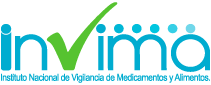 invima
Instituto Nacional de Vigilancia de Medicamentos y Alimentos.